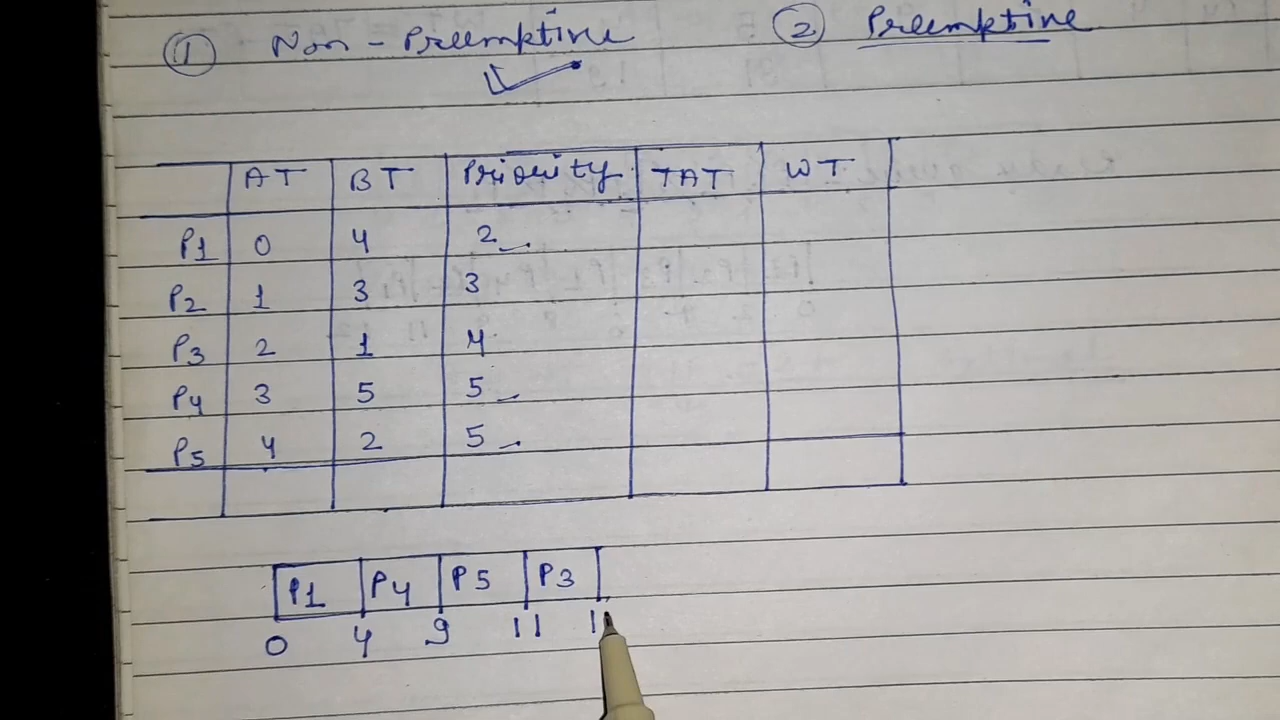 1 Non-Preemptive 2 Preemptive
AT BT Priority TAT WT
P1 0 4 2
P2 1 3 3
P3 2 1 4
P4 3 5 5
P5 4 2 5
P1 P4 P5 P3
0 4 9 11 1